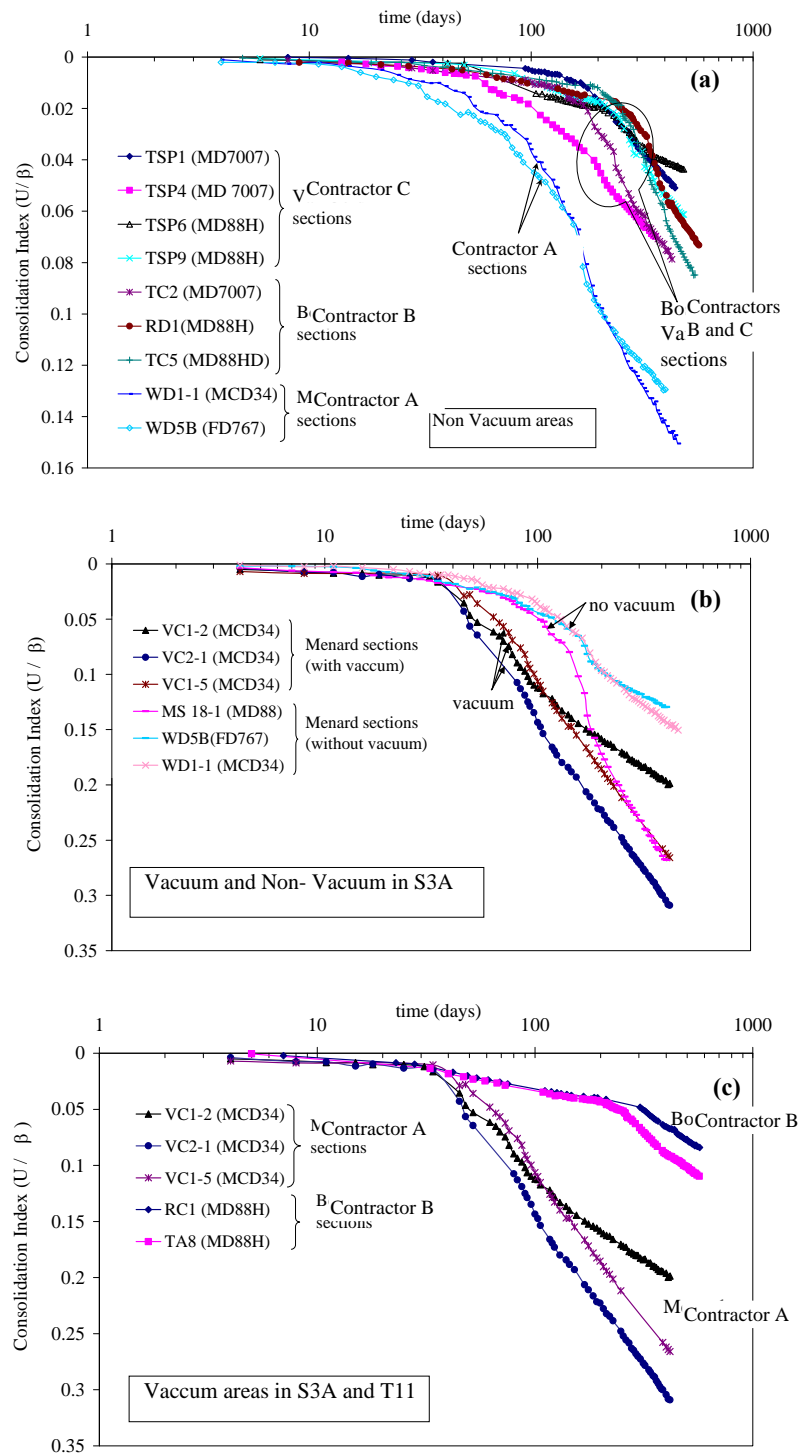 time (days)
1 10 100 1000
0
0.02
0.04
0.06
0.08
0.1
0.12
0.14
0.16
Consolidation Index (U/ β)
(a)
TSP1 (MD7007)
TSP4 (MD 7007)
TSP6 (MD88H)
TSP9 (MD88H)
V Contractor C
sections
TC2 (MD7007)
RD1(MD88H)
TC5 (MD88HD)
Contractor B
sections
WD1-1 (MCD34)
WD5B (FD767)
M Contractor A
sections
Contractor A
sections
Bo Contractors
Va B and C
sections
Non Vacuum areas
time (days)
1 10 100 1000
0
0.05
0.1
0.15
0.2
0.25
0.3
0.35
Consolidation Index (U / β)
(b)
no vacuum
vacuum
VC1-2 (MCD34)
VC2-1 (MCD34)
VC1-5 (MCD34)
Menard sections
(with vaccum)
MS 18-1 (MD88)
WD5B(FD767)
WD1-1 (MCD34)
Menard sections
(without vacuum)
Vacuum and Non- Vacuum in S3A
time (days)
1 10 100 1000
0
0.05
0.1
0.15
0.2
0.25
0.3
0.35
Consolidation Index (U / β )
(c)
VC1-2 (MCD34)
VC2-1 (MCD34)
VC1-5 (MCD34)
Contractor A
sections
RC1 (MD88H)
TA8 (MD88H)
Contractor B
sections
Bo Contractor B
Contractor A
Vaccum areas in S3A and T11